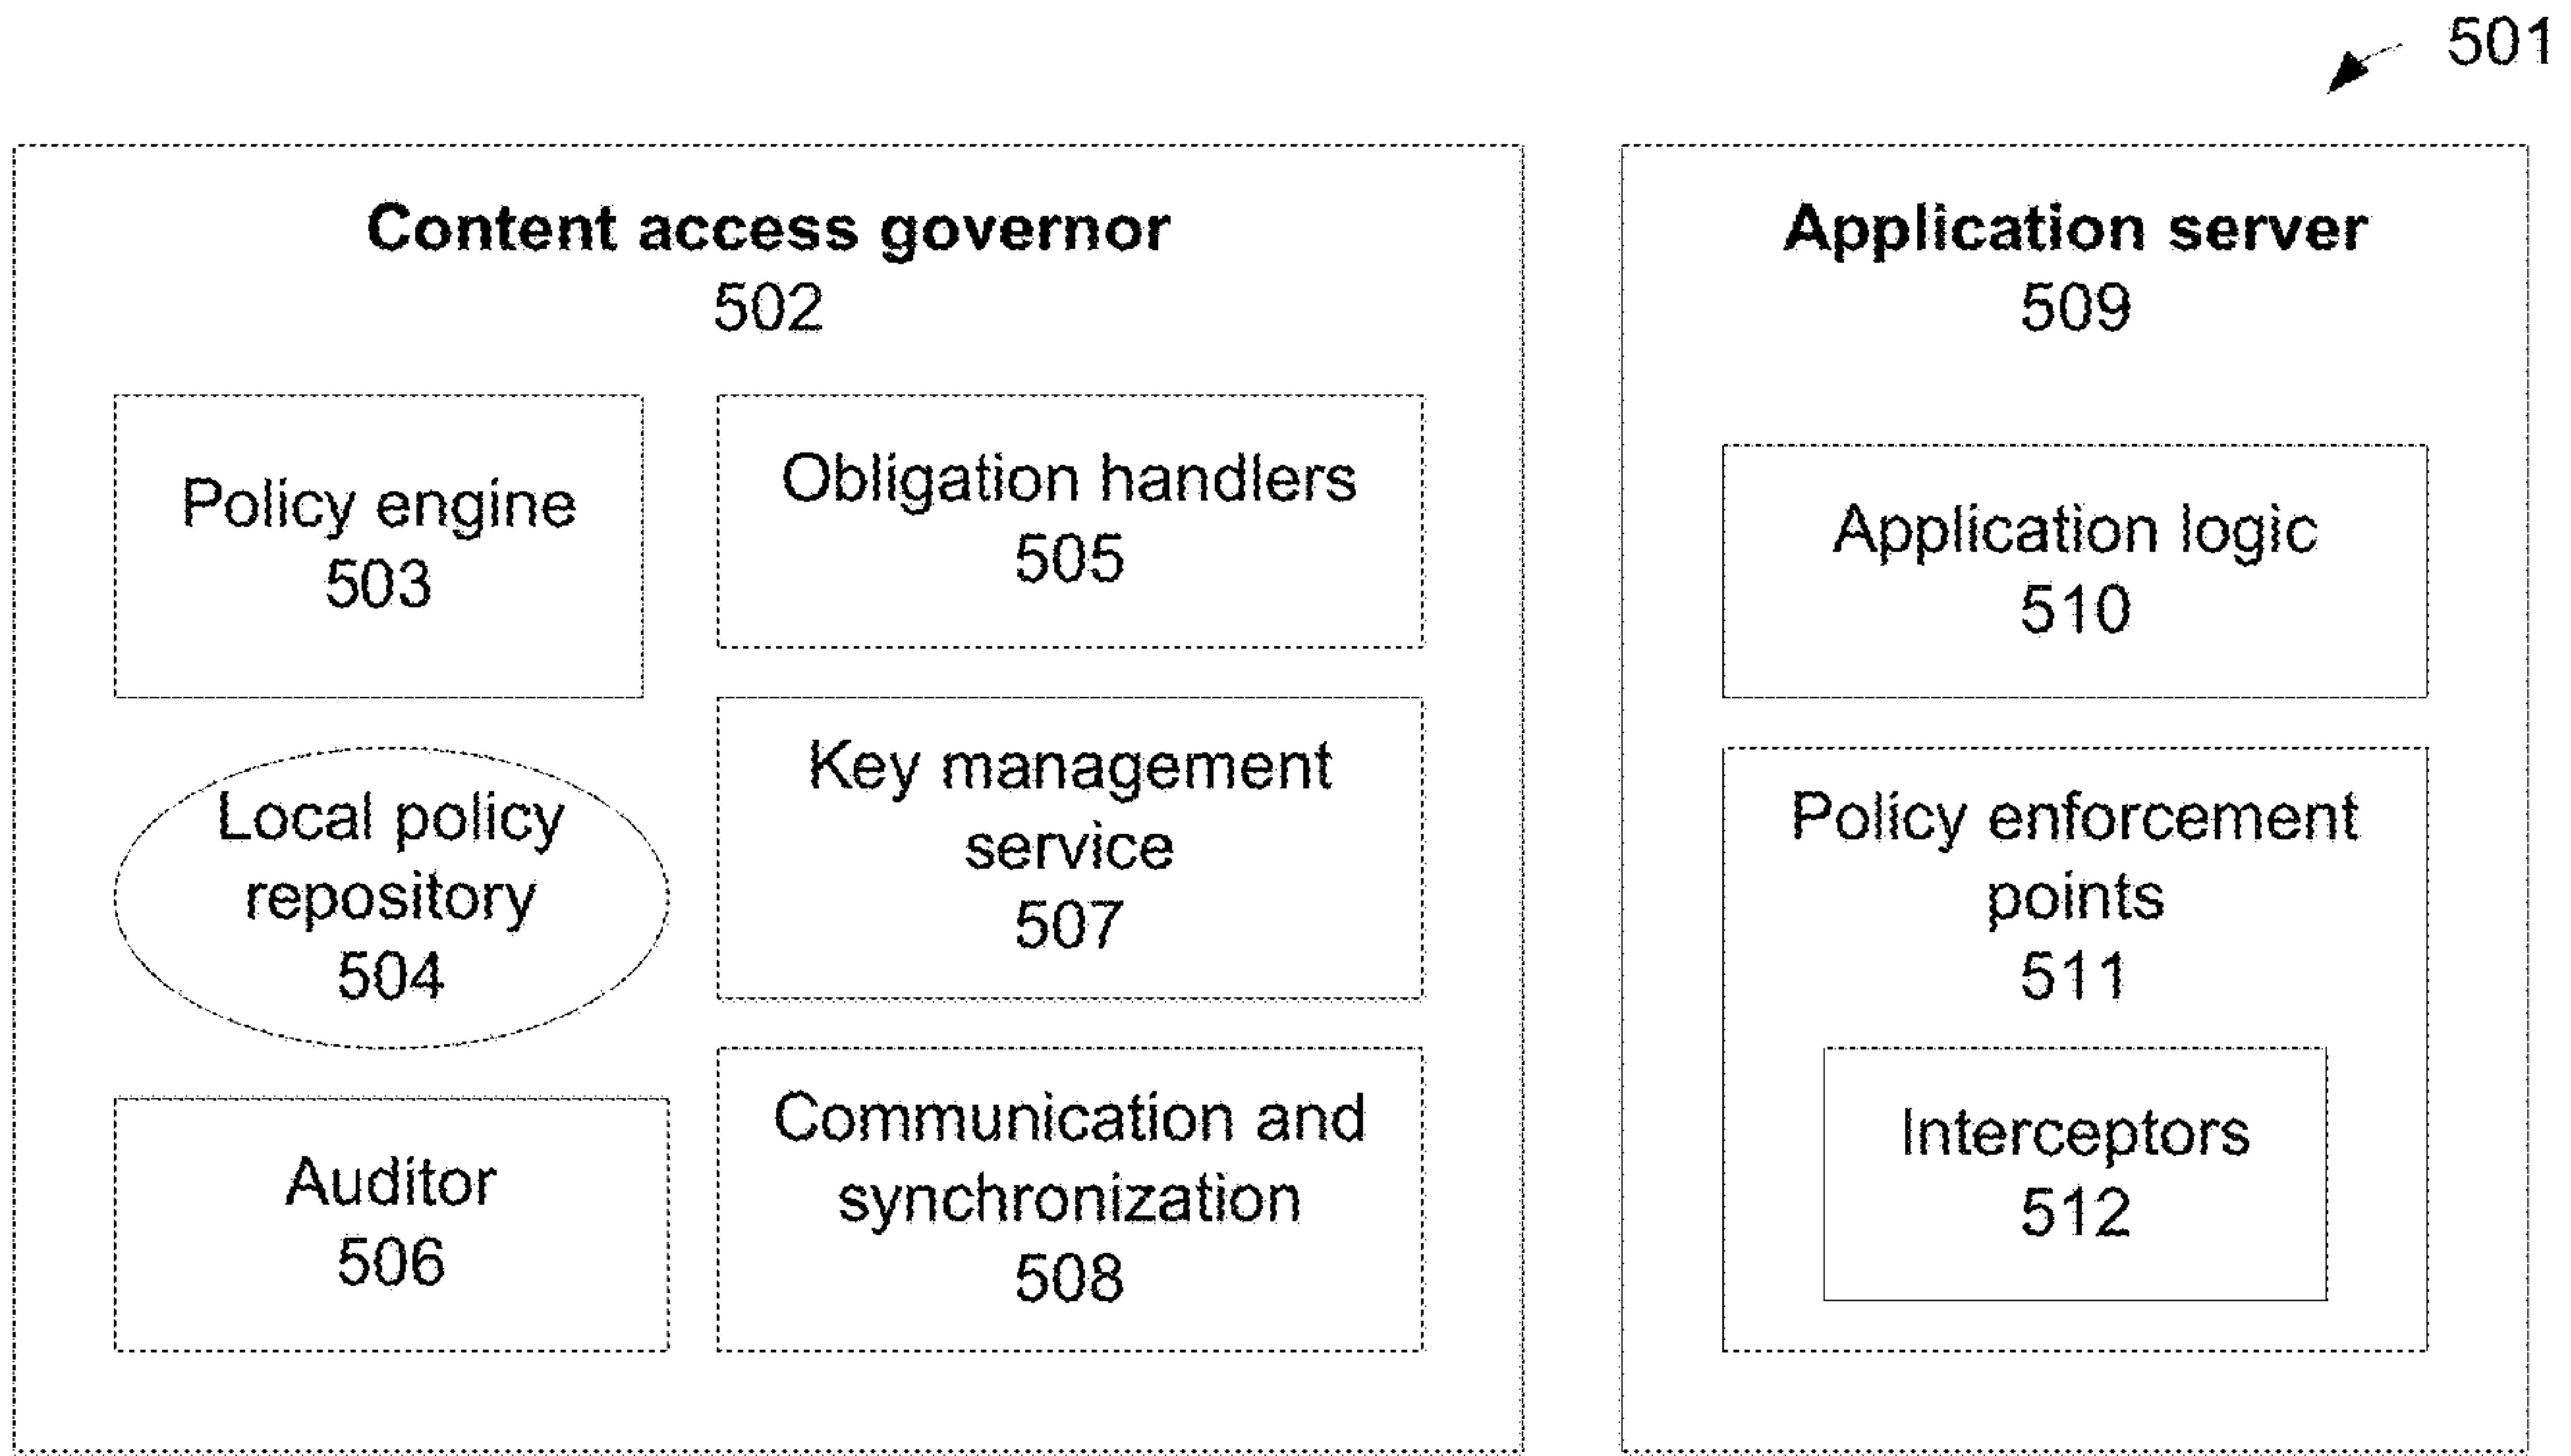 501
Content access governor
502
Policy engine
503
Local policy
repository
504
Auditor
506
Obligation handlers
505
Key management
service
507
Communication and
synchronization
508
Application server
509
Application logic
510
Policy enforcement
points
511
Interceptors
512